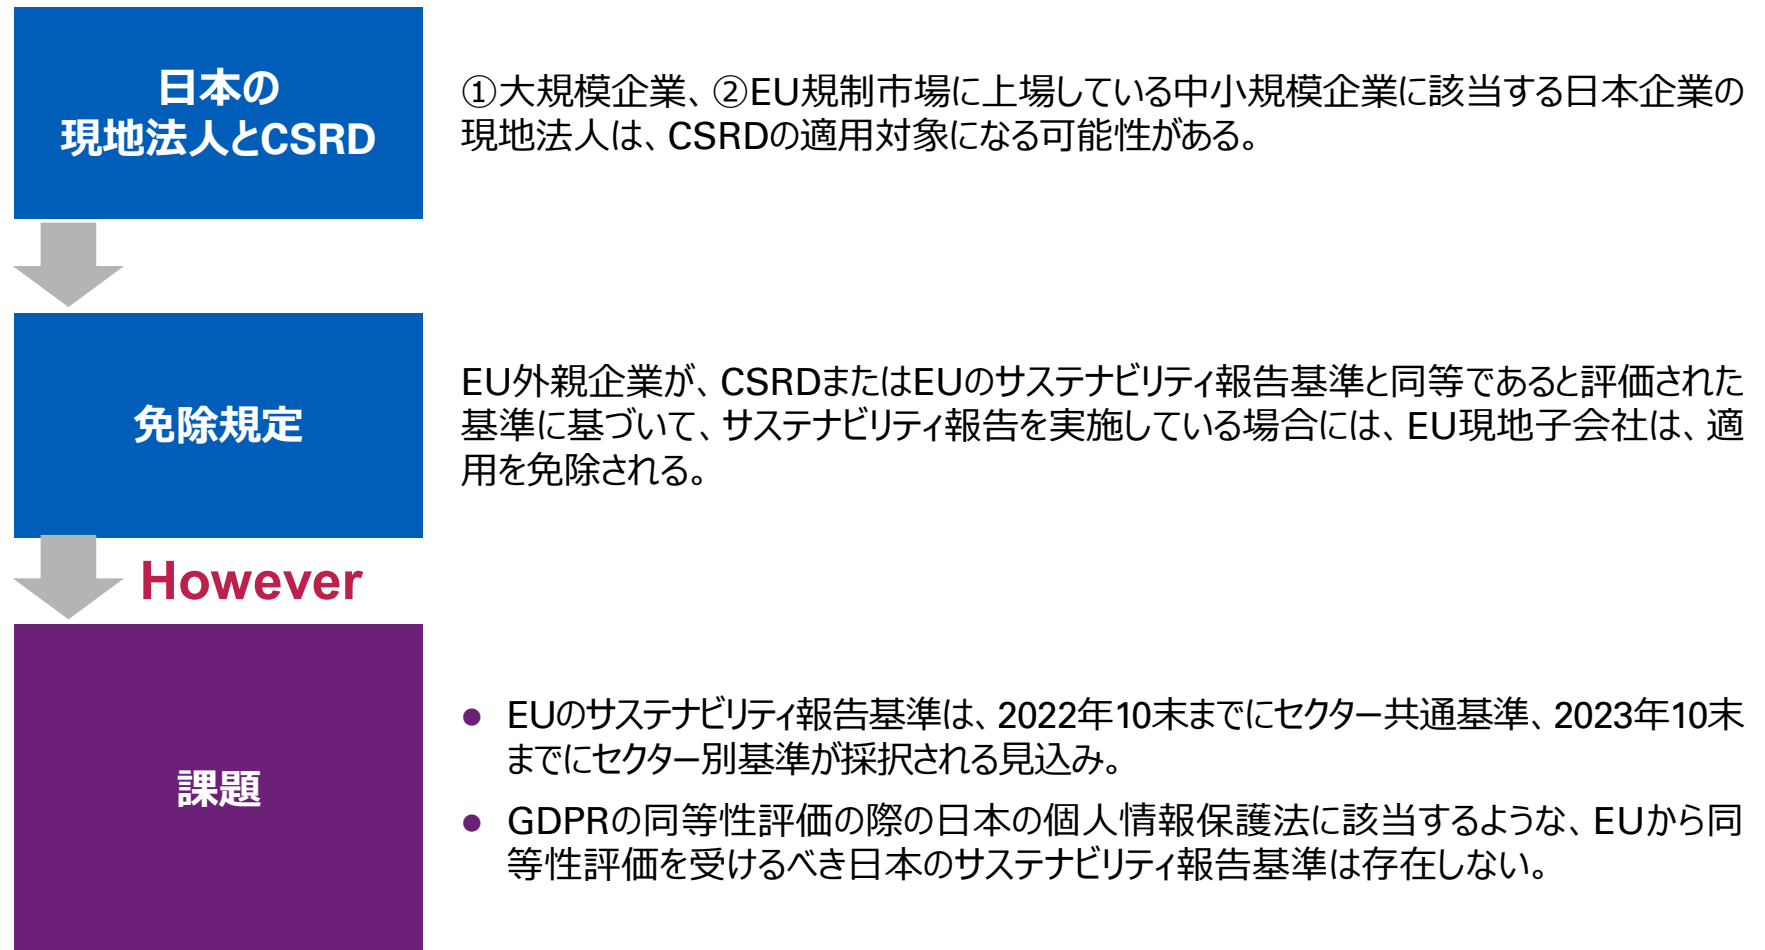 日本の
現地法人とCSRD
①大規模企業、②EU規制市場に上場している中小規模企業に該当する日本企業の
現地法人は、CSRDの適用対象になる可能性がある。
免除規定
EU外親企業が、CSRDまたはEUのサステナビリティ報告基準と同等であると評価された
基準に基づいて、サステナビリティ報告を実施している場合には、EU現地子会社は、適
用を免除される。
However
課題
● EUのサステナビリティ報告基準は、2022年10末までにセクター共通基準、2023年10末
までにセクター別基準が採択される見込み。
● GDPRの同等性評価の際の日本の個人情報保護法に該当するような、EUから同
等性評価を受けるべき日本のサステナビリティ報告基準は存在しない。